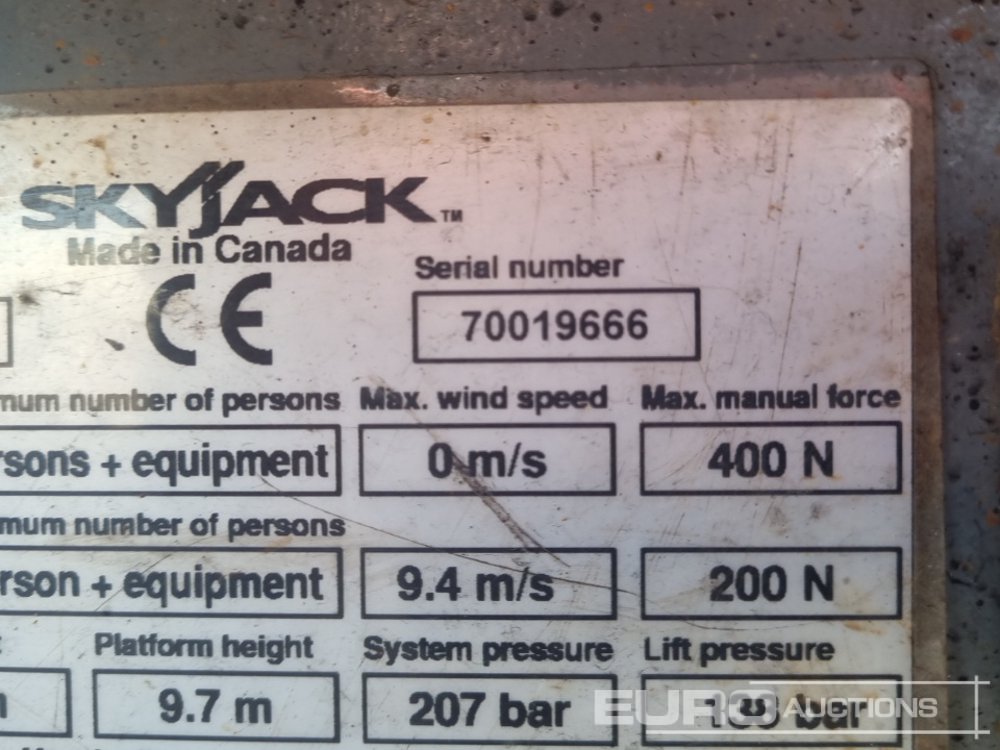 SKYJACK™
Made in Canada
CE
Serial number
70019666
mum number of persons Max. wind speed Max. manual force
rsons + equipment 0 m/s 400 N
mum number of persons
rson + equipment 9.4 m/s 200 N
Platform height System pressure Lift pressure
9.7 m 207 bar bar
EURO AUCTIONS